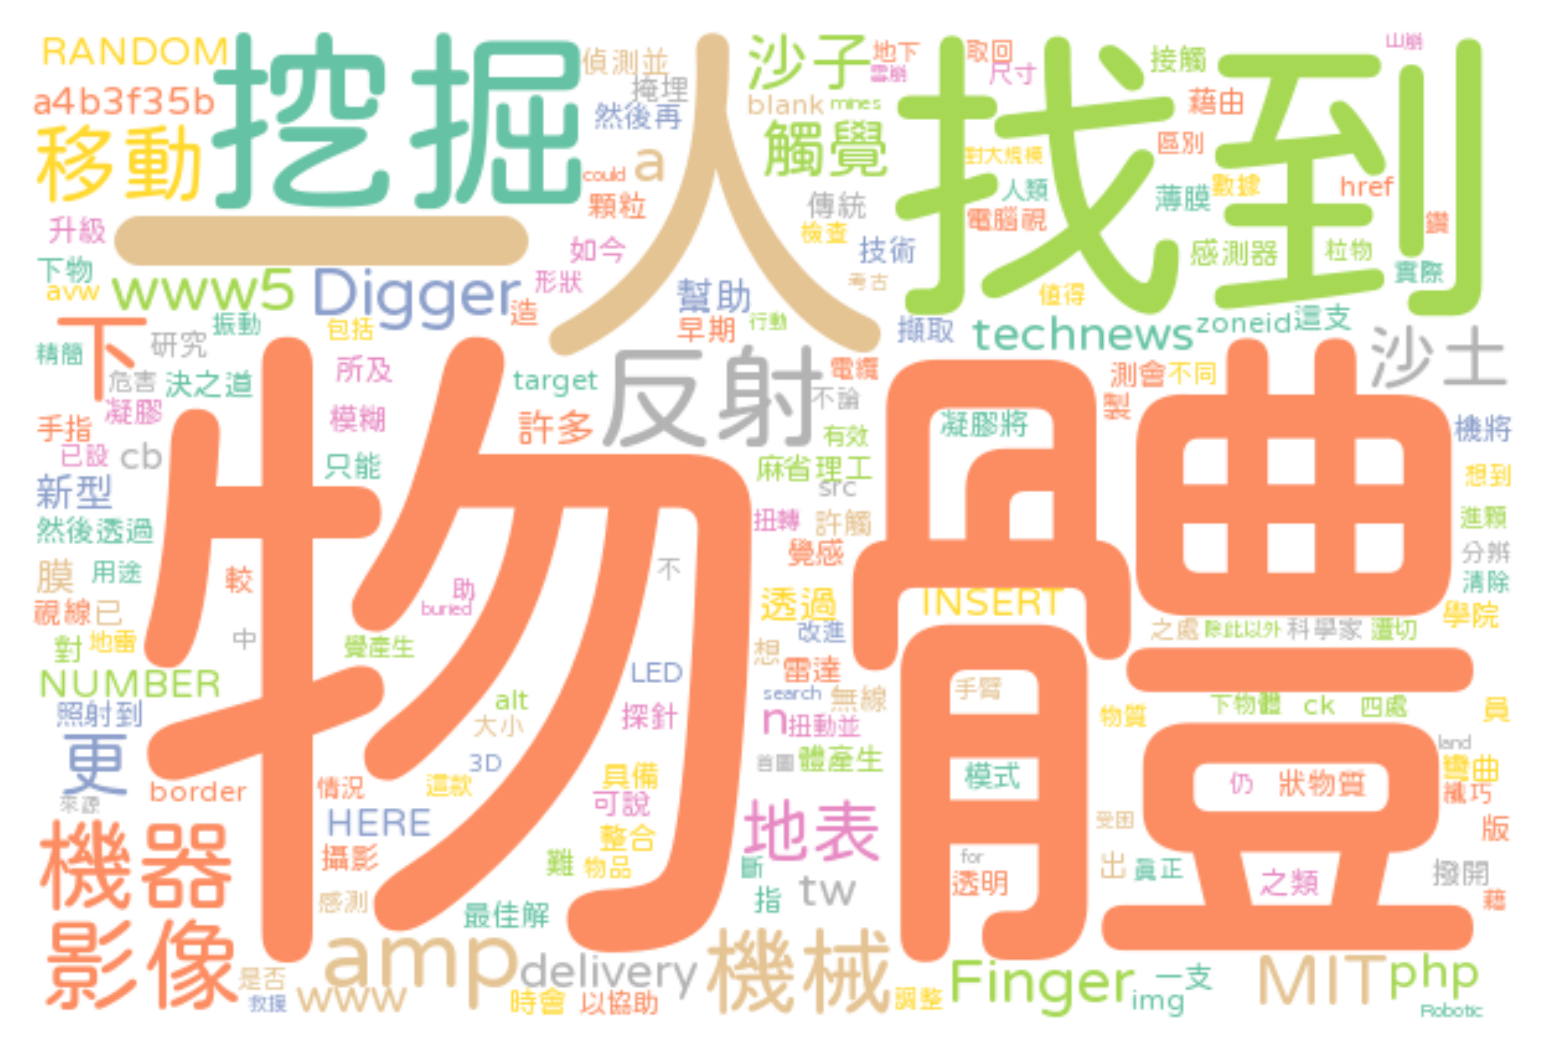 RANDOM
挖掘
偵測並
人
沙子
地下
取回
找到
接觸
山崩
a4b3f35b
掩埋
blank
mines
尺寸
藉由
移動
然後再
觸覺
對大規模
區別
could
a
人類
薄膜
數據
href
顆粒
傳統
電腦視
鑽
升級
一
如今
檢查
技術
感測器
粒物
下物
形狀
幫助
考古
值得
實際
avw
www5
Digger
造
早期
行動
擷取
technews
zoneid
這支
下
振動
包括
精簡
研究
所及
反射
電纜
沙土
危害
決之道
target
不論
測會
不同
凝膠
模糊
許多
製
手指
有效
凝膠將
機將
已設
cb
只能
麻省理工
src
想到
新型
物
體
扭轉
許觸
進顆
然後透過
覺感
分辨
膜
用途
較
不
助
buried
透過
INSERT
清除
視線
已
改進
學院
對
地雷
中
覺產生
想
之處
除此以外
科學家
遭切
NUMBER
LED
雷達
手臂
search
無線
照射到
alt
大小
探針
n
扭動並
物質
下物體
ck
四處
員
更
3D
首圖
體產生
land
border
情況
這款
具備
模式
仍
狀物質
彎曲
來源
可說
纖巧
機器
HERE
整合
地表
受困
版
攝影
難
物品
斷
for
透明
出
真正
之類
撥開
感測
最佳解
指
tw
藉
影像
是否
amp
delivery
機械
Finger
一支
MIT
php
救援
www
時會
以協助
調整
img
Robotic